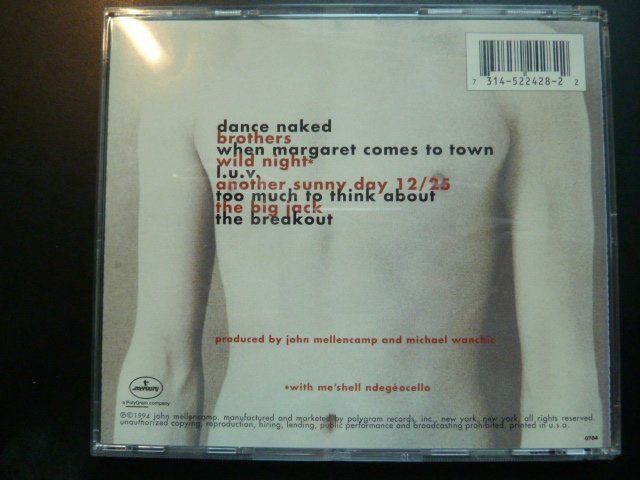 7 314-522428-2 2
dance naked
brothers
when margaret comes to town
wild night*
l.u.v.
another sunny day 12/25
too much to think about
the big jack
the breakout
produced by john mellencamp and michael wanchic
*with me'shell ndegéocello
mercury
a PolyGram company
℗©1994 john mellencamp. manufactured and marketed by polygram records, inc., new york, new york. all rights reserved.
unauthorized copying, reproduction, hiring, lending, public performance and broadcasting prohibited. printed in u.s.a.
0704